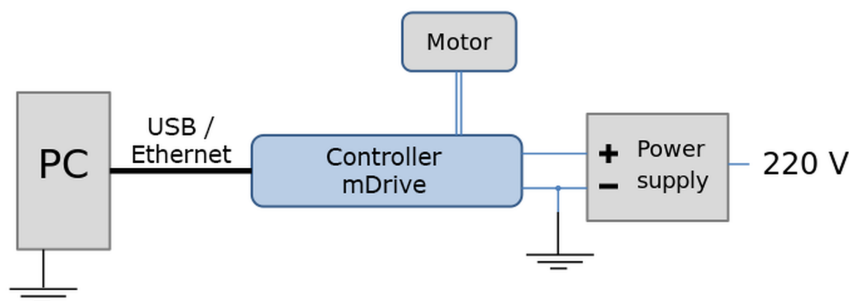 Motor
USB /
Ethernet
PC
Controller
mDrive
+ Power
− supply
220 V